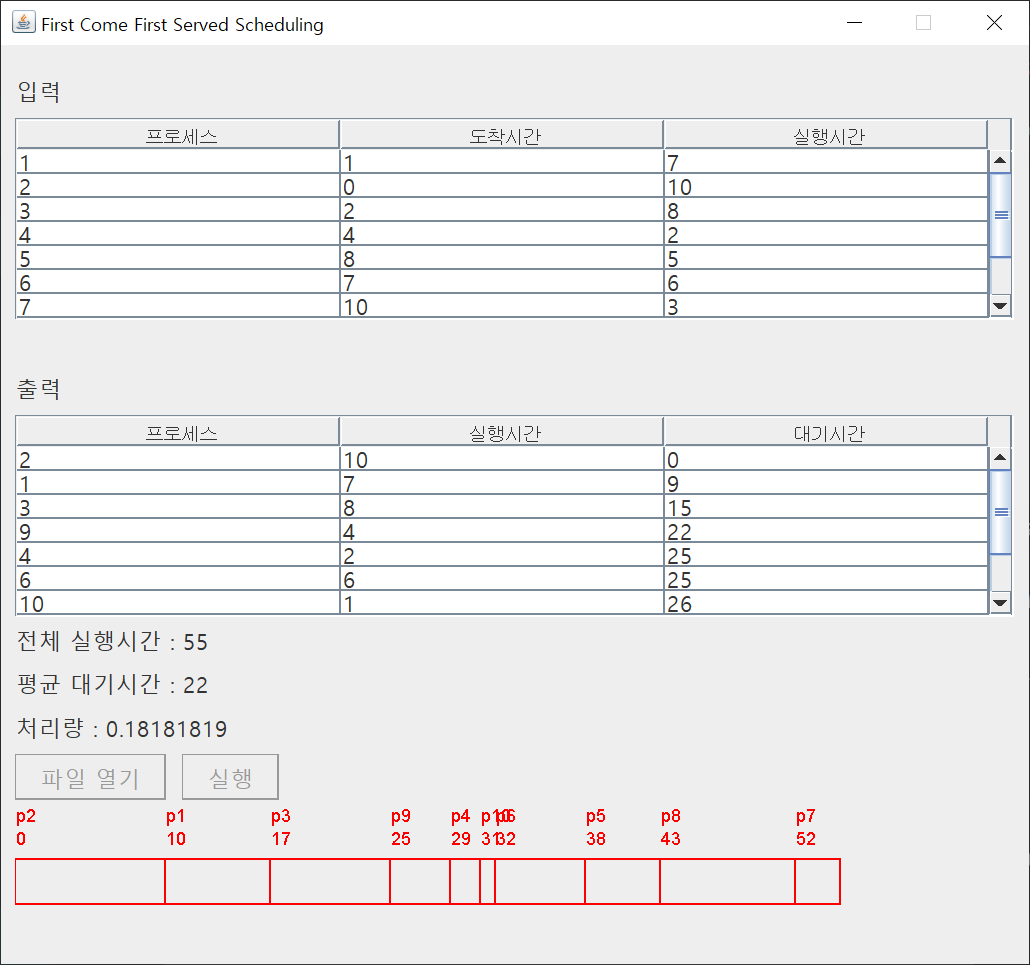 First Come First Served Scheduling
입력
프로세스 도착시간 실행시간
1 1 7
2 0 10
3 2 8
4 4 2
5 8 5
6 7 6
7 10 3
출력
프로세스 실행시간 대기시간
2 10 0
1 7 9
3 8 15
9 4 22
4 2 25
6 6 25
10 1 26
전체 실행시간 : 55
평균 대기시간 : 22
처리량 : 0.18181819
파일 열기 실행
p2 p1 p3 p9 p4 p10 p6 p5 p8 p7
0 10 17 25 29 31 32 38 43 52